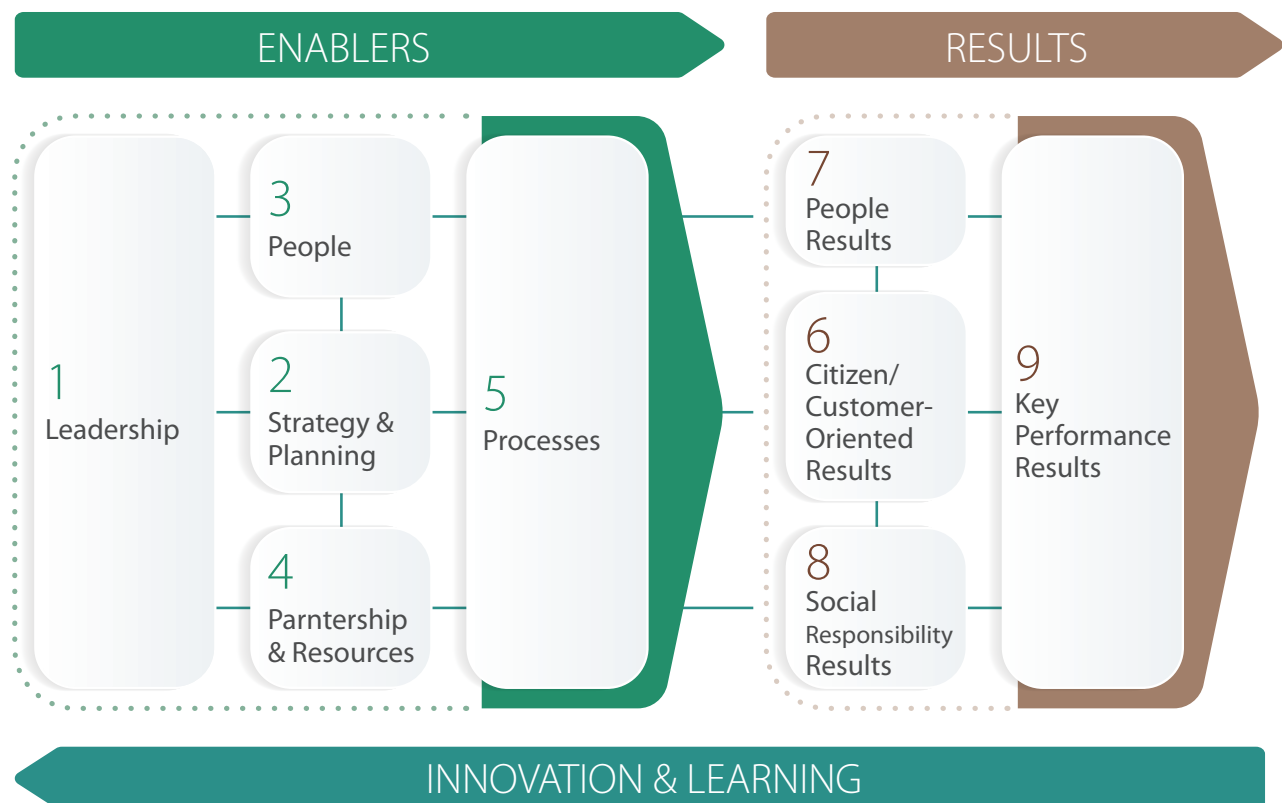 ENABLERS
RESULTS
1
Leadership
3
People
2
Strategy &
Planning
4
Parntership
& Resources
5
Processes
7
People
Results
6
Citizen/
Customer-
Oriented
Results
8
Social
Responsibility
Results
9
Key
Performance
Results
INNOVATION & LEARNING